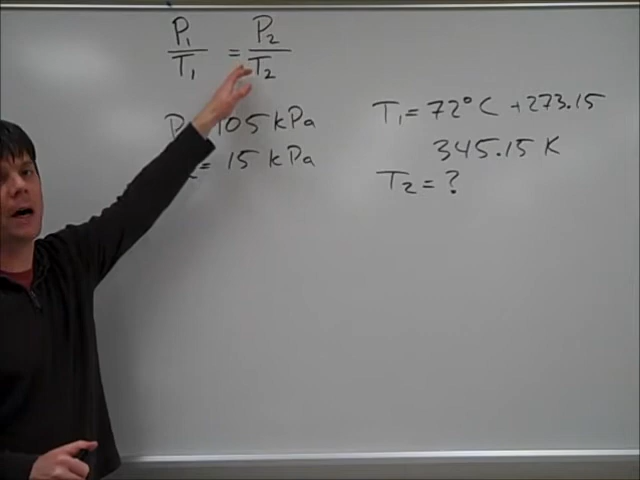 P₁/T₁ = P₂/T₂
P 105 kPa
= 15 kPa
T₁ = 72°C + 273.15
345.15 K
T₂ = ?